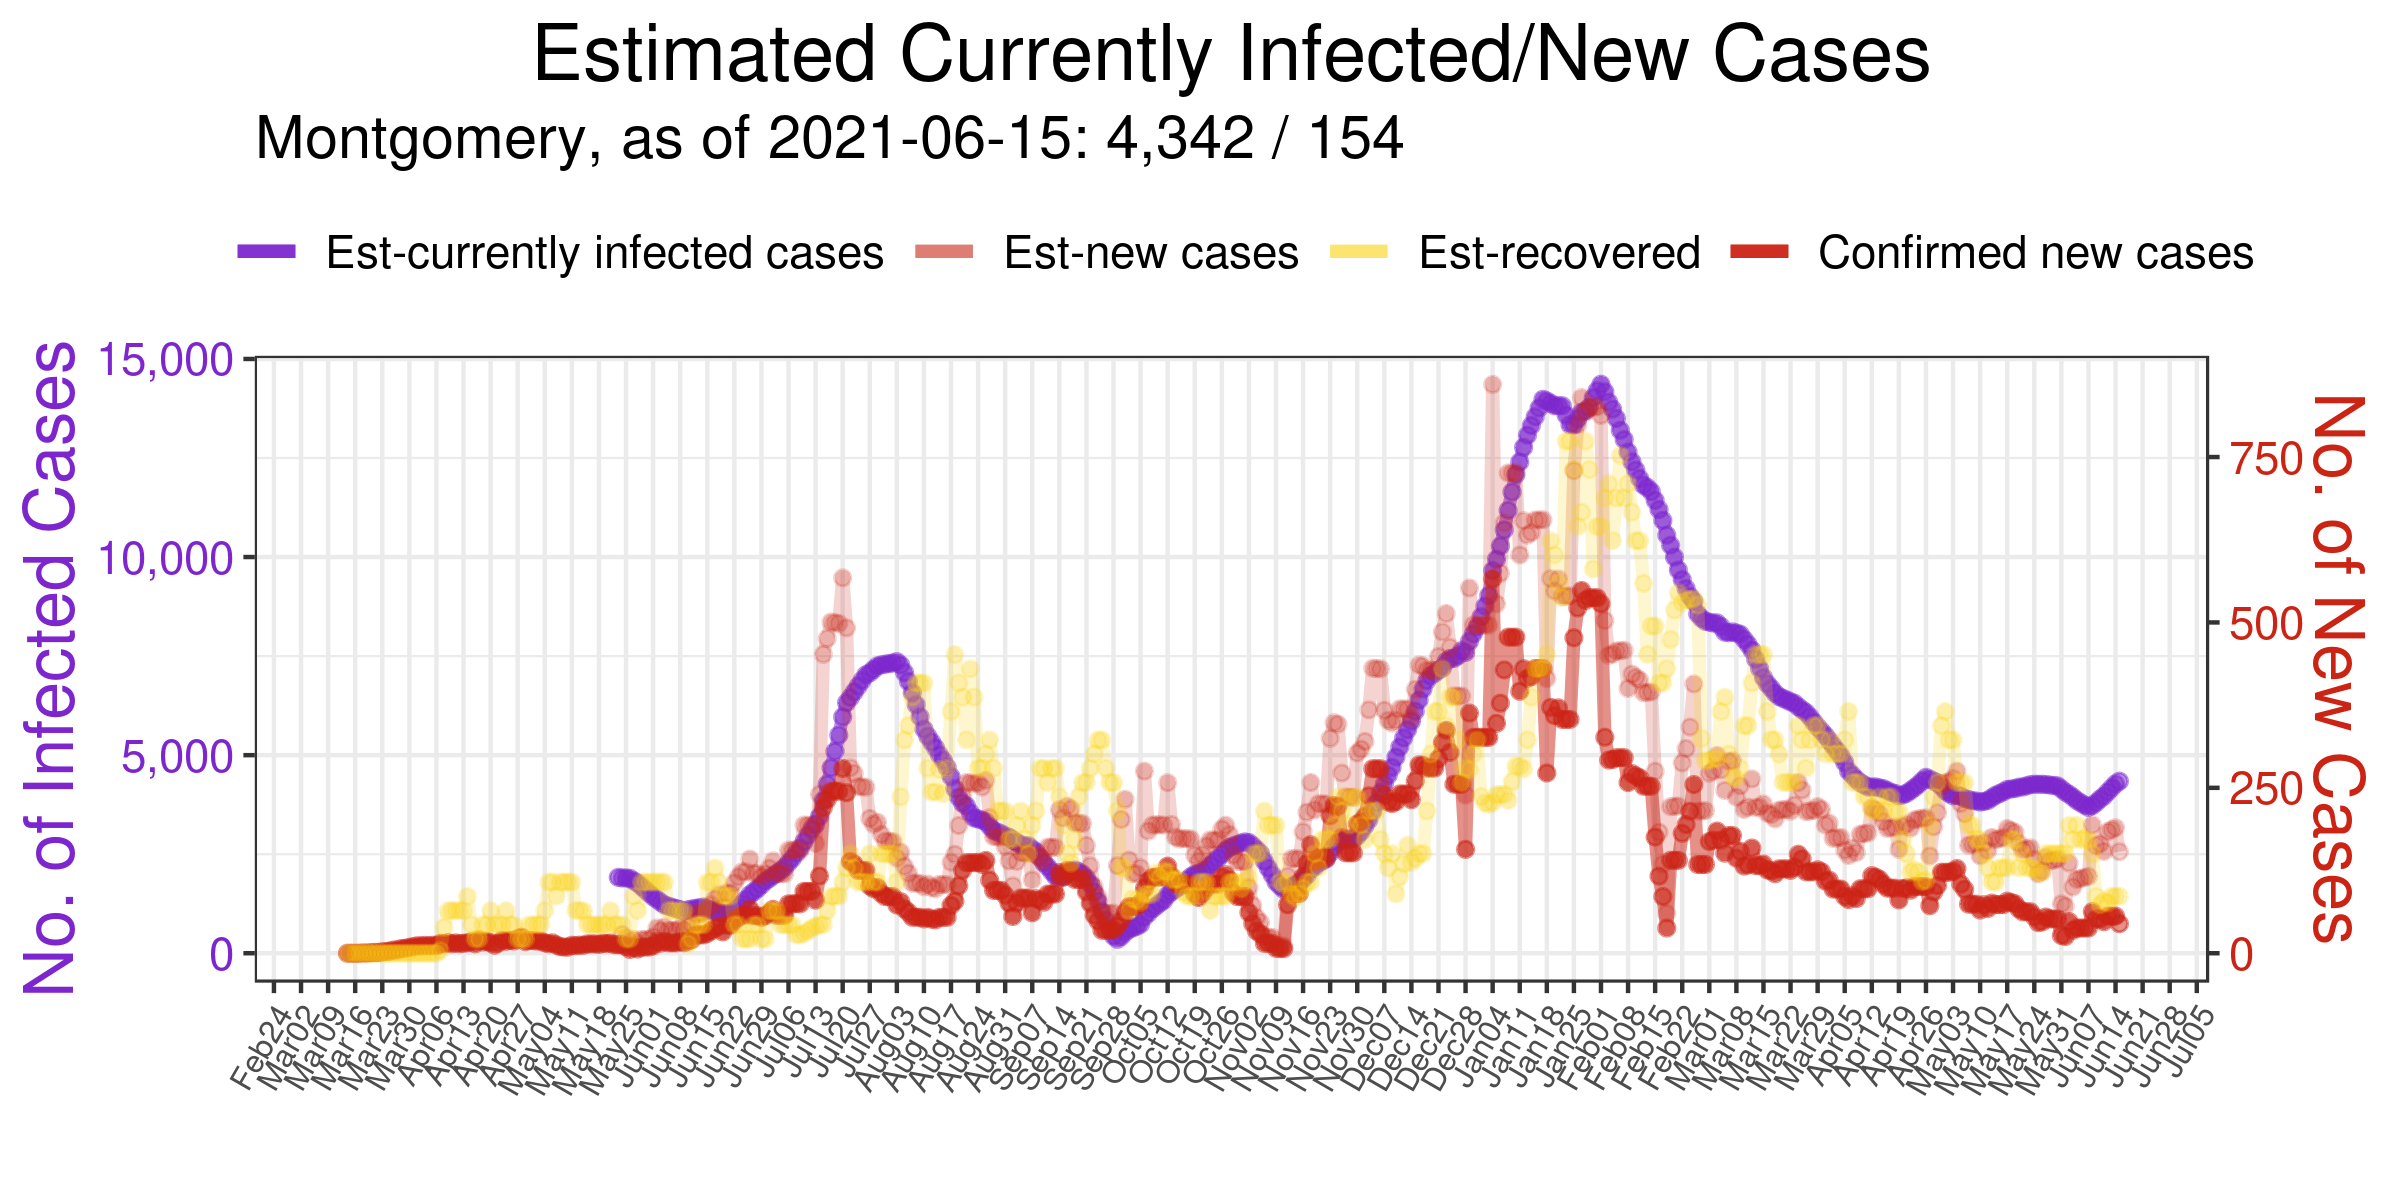 Estimated Currently Infected/New Cases
Montgomery, as of 2021-06-15: 4,342 / 154
Est-currently infected cases
Est-new cases
Est-recovered
Confirmed new cases
No. of Infected Cases
15,000
10,000
5,000
0
750
500
250
0
No. of New Cases
Feb24
Mar02
Mar09
Mar16
Mar23
Mar30
Apr06
Apr13
Apr20
Apr27
May04
May11
May18
May25
Jun01
Jun08
Jun15
Jun22
Jun29
Jul06
Jul13
Jul20
Jul27
Aug03
Aug10
Aug17
Aug24
Aug31
Sep07
Sep14
Sep21
Sep28
Oct05
Oct12
Oct19
Oct26
Nov02
Nov09
Nov16
Nov23
Nov30
Dec07
Dec14
Dec21
Dec28
Jan04
Jan11
Jan18
Jan25
Feb01
Feb08
Feb15
Feb22
Mar01
Mar08
Mar15
Mar22
Mar29
Apr05
Apr12
Apr19
Apr26
May03
May10
May17
May24
May31
Jun07
Jun14
Jun21
Jun28
Jul05